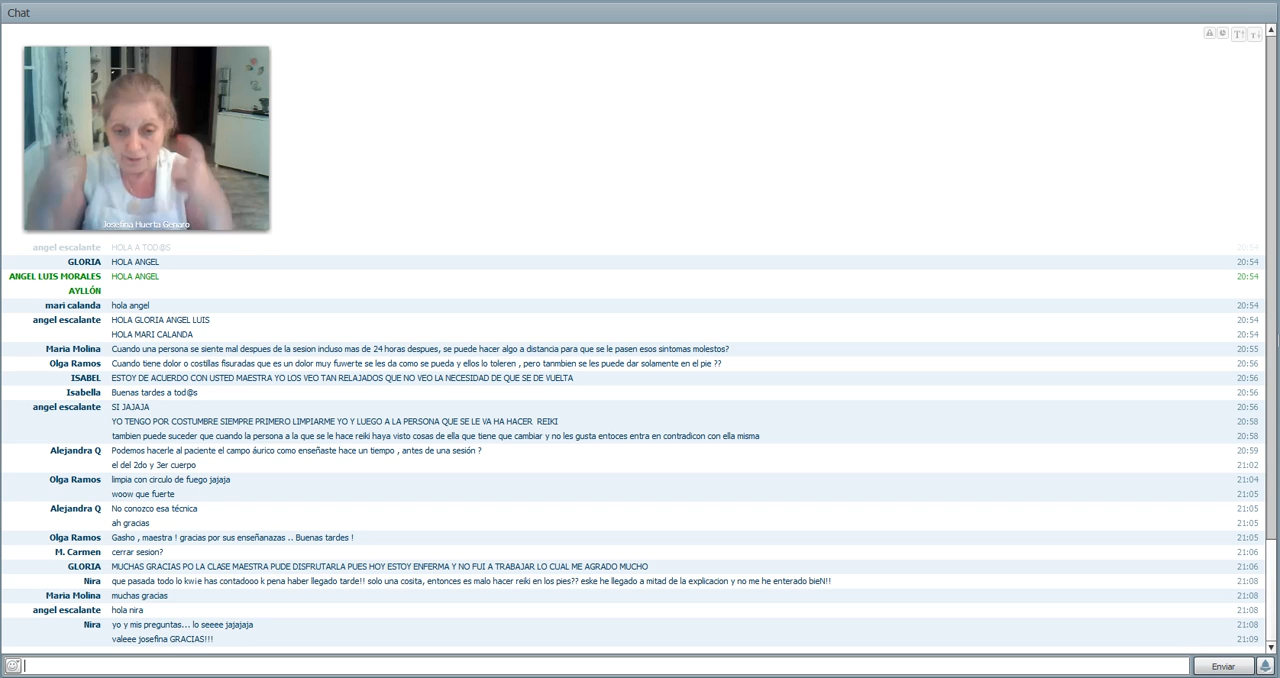 Chat
T↑ T↓
Josefina Huerta Genaro
angel escalante HOLA A TOD@S 20:54
GLORIA HOLA ANGEL 20:54
ANGEL LUIS MORALES HOLA ANGEL 20:54
AYLLÓN
mari calanda hola angel 20:54
angel escalante HOLA GLORIA ANGEL LUIS 20:54
HOLA MARI CALANDA 20:54
Maria Molina Cuando una persona se siente mal despues de la sesion incluso mas de 24 horas despues, se puede hacer algo a distancia para que se le pasen esos sintomas molestos? 20:55
Olga Ramos Cuando tiene dolor o costillas fisuradas que es un dolor muy fuwerte se les da como se pueda y ellos lo toleren , pero tanmbien se les puede dar solamente en el pie ?? 20:56
ISABEL ESTOY DE ACUERDO CON USTED MAESTRA YO LOS VEO TAN RELAJADOS QUE NO VEO LA NECESIDAD DE QUE SE DE VUELTA 20:56
Isabella Buenas tardes a tod@s 20:56
angel escalante SI JAJAJA 20:56
YO TENGO POR COSTUMBRE SIEMPRE PRIMERO LIMPIARME YO Y LUEGO A LA PERSONA QUE SE LE VA HA HACER REIKI 20:58
tambien puede suceder que cuando la persona a la que se le hace reiki haya visto cosas de ella que tiene que cambiar y no les gusta entoces entra en contradicon con ella misma 20:58
Alejandra Q Podemos hacerle al paciente el campo áurico como enseñaste hace un tiempo , antes de una sesión ? 20:59
el del 2do y 3er cuerpo 21:02
Olga Ramos limpia con circulo de fuego jajaja 21:04
woow que fuerte 21:05
Alejandra Q No conozco esa técnica 21:05
ah gracias 21:05
Olga Ramos Gasho , maestra ! gracias por sus enseñanazas .. Buenas tardes ! 21:05
M. Carmen cerrar sesion? 21:06
GLORIA MUCHAS GRACIAS PO LA CLASE MAESTRA PUDE DISFRUTARLA PUES HOY ESTOY ENFERMA Y NO FUI A TRABAJAR LO CUAL ME AGRADO MUCHO 21:06
Nira que pasada todo lo kwie has contadooo k pena haber llegado tarde!! solo una cosita, entonces es malo hacer reiki en los pies?? eske he llegado a mitad de la explicacion y no me he enterado bieN!! 21:08
Maria Molina muchas gracias 21:08
angel escalante hola nira 21:08
Nira yo y mis preguntas... lo seeee jajajaja 21:08
valeee josefina GRACIAS!!! 21:09
Enviar